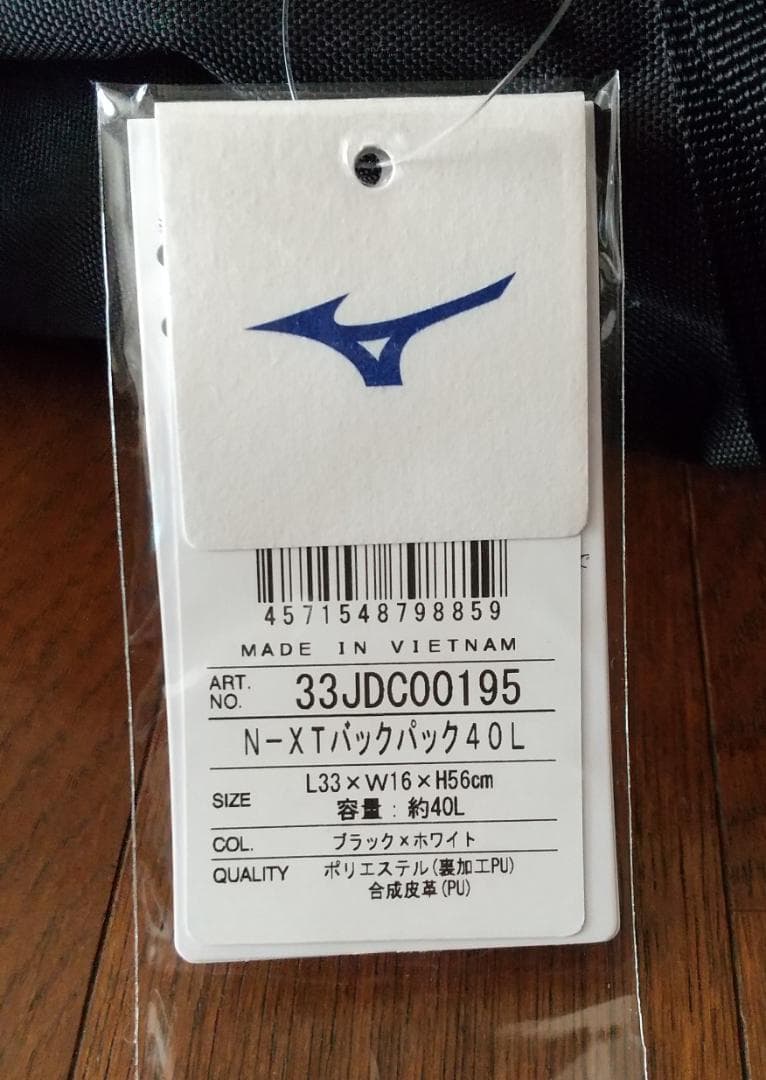 4571548798859
MADE IN VIETNAM
ART. NO. 33JDC00195
N-XTバックパック40L
SIZE L33×W16×H56cm
容量：約40L
COL. ブラック×ホワイト
QUALITY ポリエステル(裏加工PU)
合成皮革(PU)